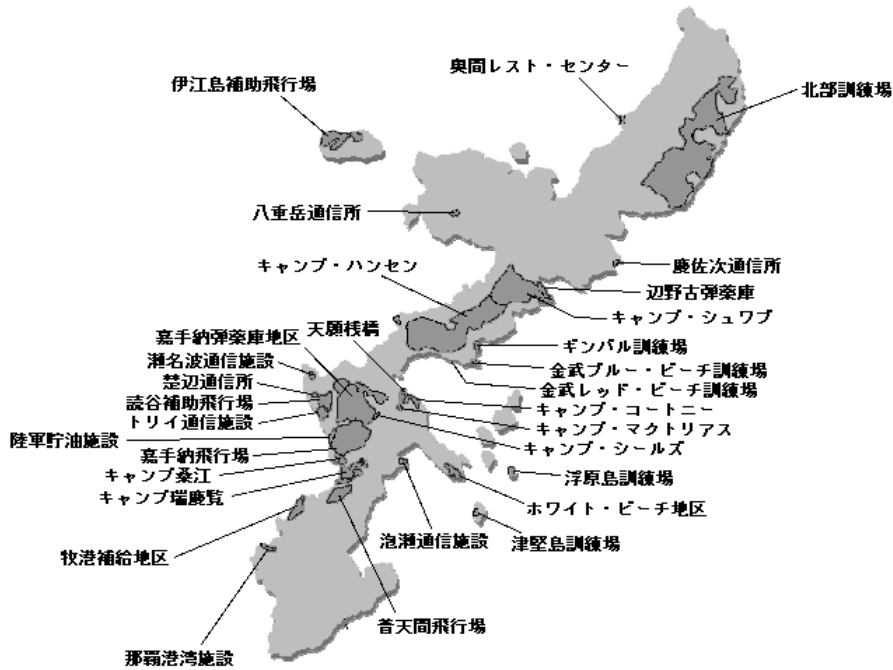 奥間レスト・センター
伊江島補助飛行場
北部訓練場
八重岳通信所
キャンプ・ハンセン
慶佐次通信所
辺野古弾薬庫
キャンプ・シュワブ
天願桟橋
嘉手納弾薬庫地区
ギンバル訓練場
瀬名波通信施設
金武ブルー・ビーチ訓練場
楚辺通信所
金武レッド・ビーチ訓練場
読谷補助飛行場
キャンプ・コートニー
トリイ通信施設
キャンプ・マクトリアス
陸軍貯油施設
キャンプ・シールズ
嘉手納飛行場
キャンプ桑江
浮原島訓練場
キャンプ瑞慶覧
ホワイト・ビーチ地区
泡瀬通信施設
津堅島訓練場
牧港補給地区
普天間飛行場
那覇港湾施設